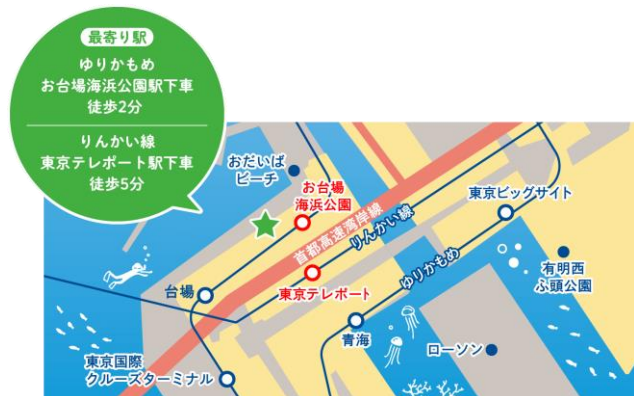 最寄り駅
ゆりかもめ
お台場海浜公園駅下車
徒歩2分
りんかい線
東京テレポート駅下車
徒歩5分
おだいば
ビーチ
お台場
海浜公園
首都高速湾岸線
りんかい線
東京ビッグサイト
ゆりかもめ
有明西
ふ頭公園
台場
東京テレポート
青海
ローソン
東京国際
クルーズターミナル